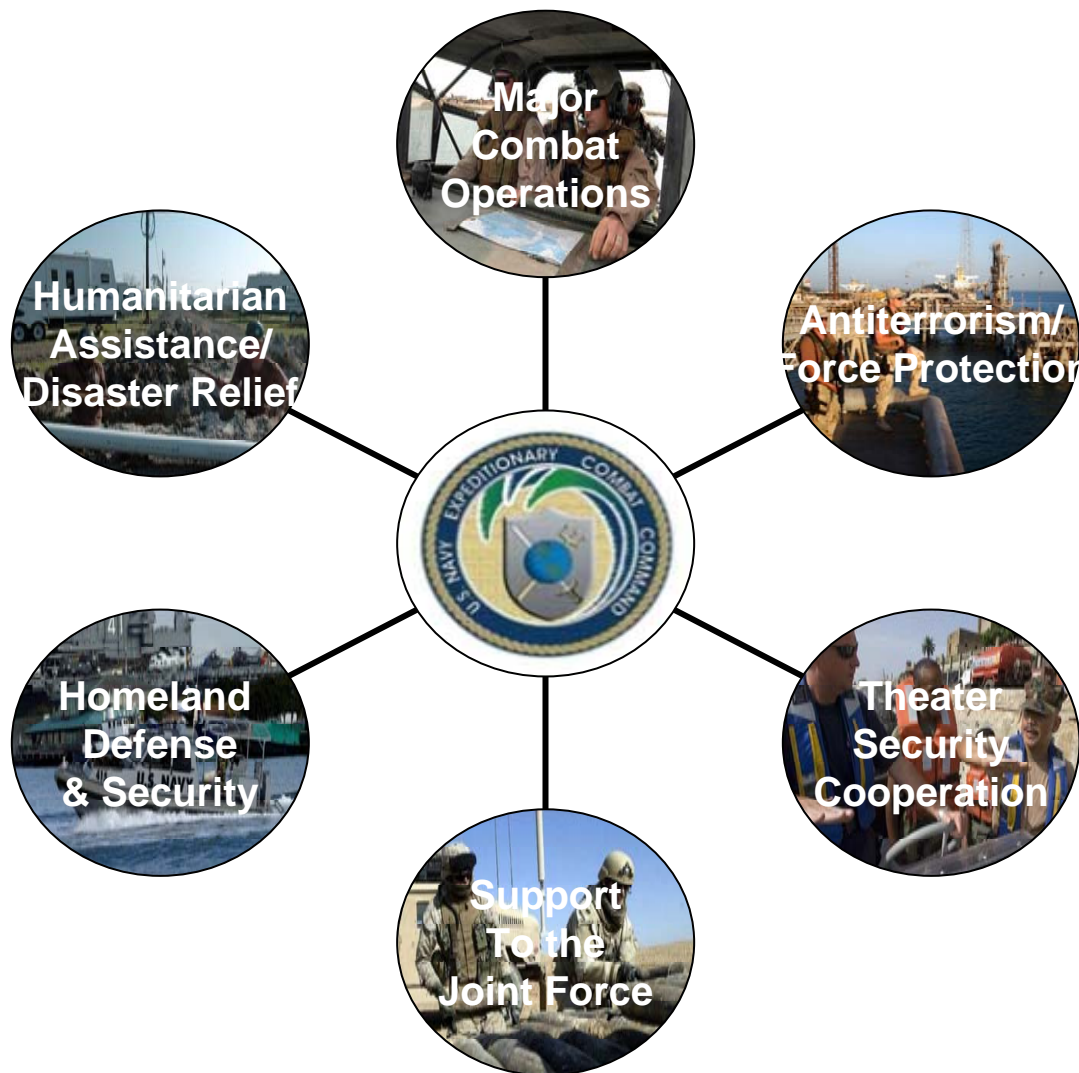 Major
Combat
Operations
Humanitarian
Assistance/
Disaster Relief
Antiterrorism/
Force Protection
U S NAVY EXPEDITIONARY COMBAT COMMAND
Homeland
Defense
& Security
U.S. NAVY
Theater
Security
Cooperation
Support
To the
Joint Force